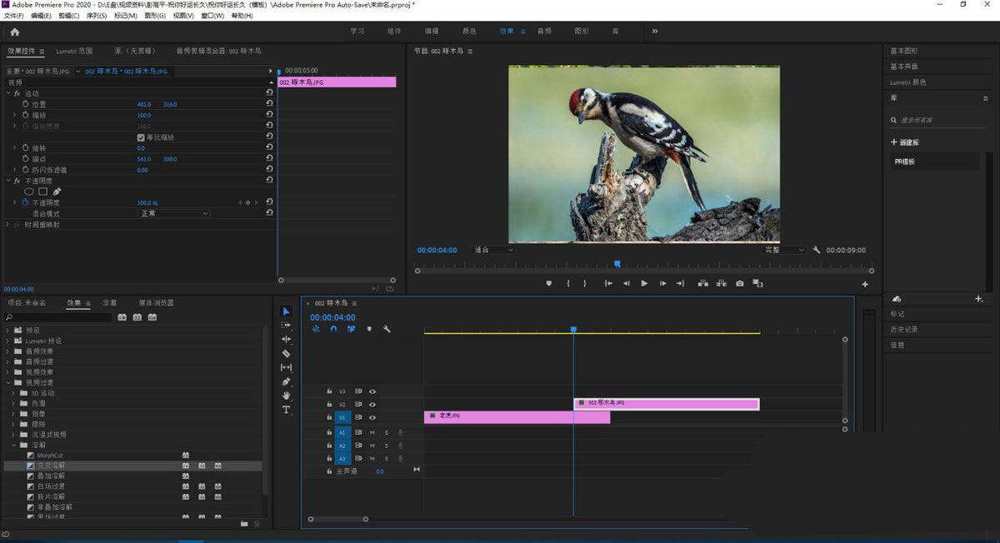 Adobe Premiere Pro 2020 - D:\E盘\视频资料\彭高平-祝你好运长久\祝你好运长久（模板）\Adobe Premiere Pro Auto-Save\未命名.prproj *
文件(F) 编辑(E) 剪辑(C) 序列(S) 标记(M) 图形(G) 视图(V) 窗口(W) 帮助(H)
学习 组件 编辑 颜色 效果 音频 图形 库
效果控件 Lumetri 范围 源:（无剪辑） 音频剪辑混合器: 002 啄木鸟
节目: 002 啄木鸟
基本图形
基本声音
Lumetri 颜色
库
搜索所有库
新建库
PR模板
主要 * 002 啄木鸟.JPG 002 啄木鸟 * 002 啄木鸟.JPG 00:00:05:00
视频 002 啄木鸟.JPG
fx 运动
位置 481.0 316.0
缩放 100.0
缩放宽度 100.0
等比缩放
旋转 0.0
锚点 541.0 308.0
防闪烁滤镜 0.00
fx 不透明度
不透明度 100.0 %
混合模式 正常
fx 时间重映射
00:00:04:00
00:00:04:00 适合 完整 00:00:09:00
项目: 未命名 效果 字幕 媒体浏览器
预设
Lumetri 预设
音频效果
音频过渡
视频效果
视频过渡
3D 运动
内滑
划像
擦除
沉浸式视频
溶解
MorphCut
交叉溶解
叠加溶解
白场过渡
胶片溶解
非叠加溶解
黑场过渡
002 啄木鸟
00:00:04:00
V3
V2 002 啄木鸟.JPG
V1 老虎.JPG
A1 M S
A2 M S
A3 M S
主声道 0.0
标记
历史记录
信息